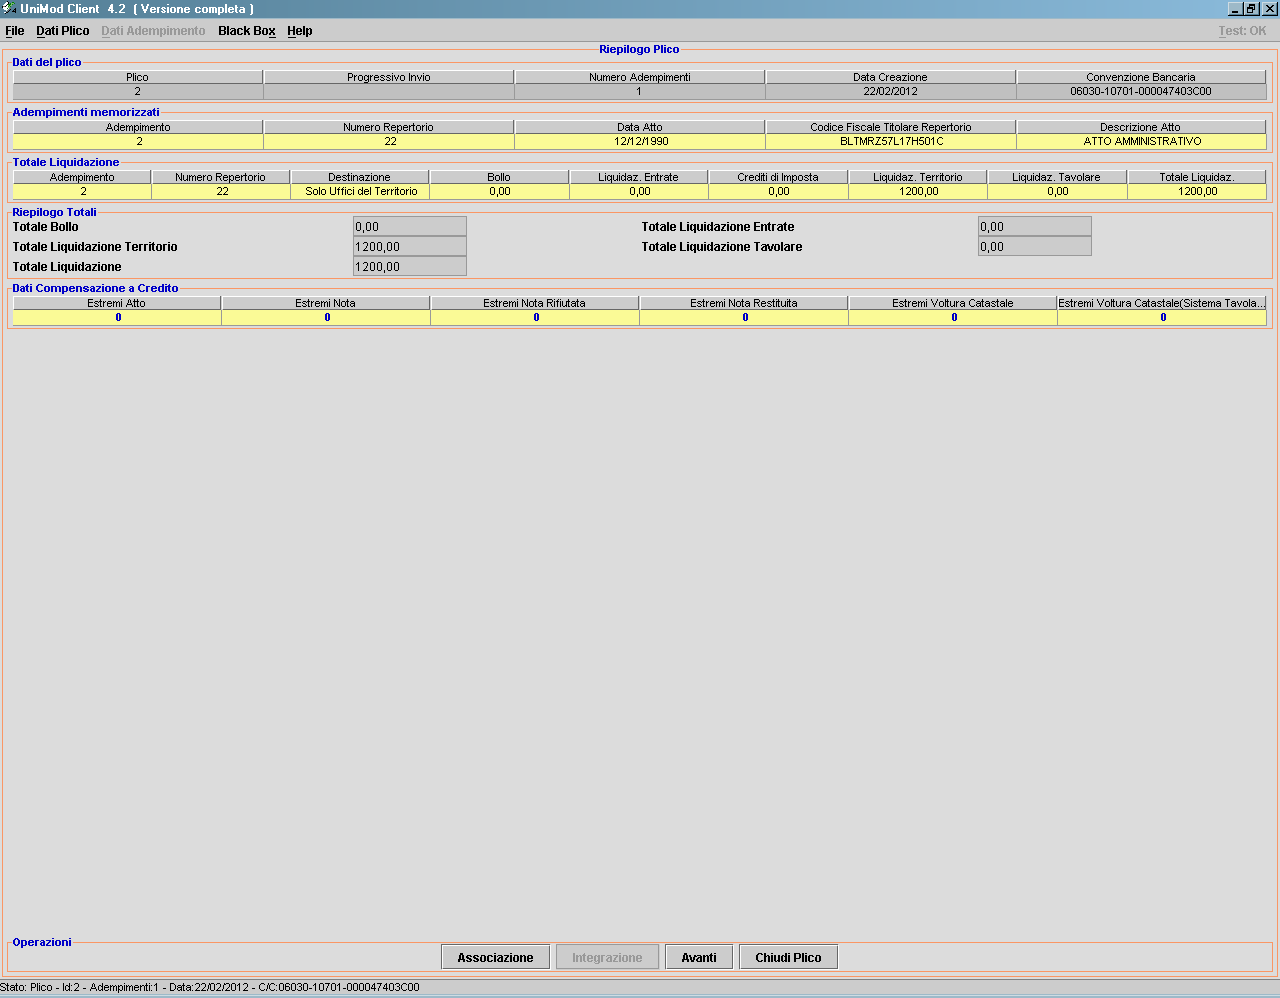 UniMod Client 4.2 ( Versione completa )
File Dati Plico Dati Adempimento Black Box Help Test: OK
Riepilogo Plico
Dati del plico
Plico Progressivo Invio Numero Adempimenti Data Creazione Convenzione Bancaria
2 1 22/02/2012 06030-10701-000047403C00
Adempimenti memorizzati
Adempimento Numero Repertorio Data Atto Codice Fiscale Titolare Repertorio Descrizione Atto
2 22 12/12/1990 BLTMRZ57L17H501C ATTO AMMINISTRATIVO
Totale Liquidazione
Adempimento Numero Repertorio Destinazione Bollo Liquidaz. Entrate Crediti di Imposta Liquidaz. Territorio Liquidaz. Tavolare Totale Liquidaz.
2 22 Solo Uffici del Territorio 0,00 0,00 0,00 1200,00 0,00 1200,00
Riepilogo Totali
Totale Bollo 0,00 Totale Liquidazione Entrate 0,00
Totale Liquidazione Territorio 1200,00 Totale Liquidazione Tavolare 0,00
Totale Liquidazione 1200,00
Dati Compensazione a Credito
Estremi Atto Estremi Nota Estremi Nota Rifiutata Estremi Nota Restituita Estremi Voltura Catastale Estremi Voltura Catastale(Sistema Tavola...
0 0 0 0 0 0
Operazioni
Associazione Integrazione Avanti Chiudi Plico
Stato: Plico - Id:2 - Adempimenti:1 - Data:22/02/2012 - C/C:06030-10701-000047403C00